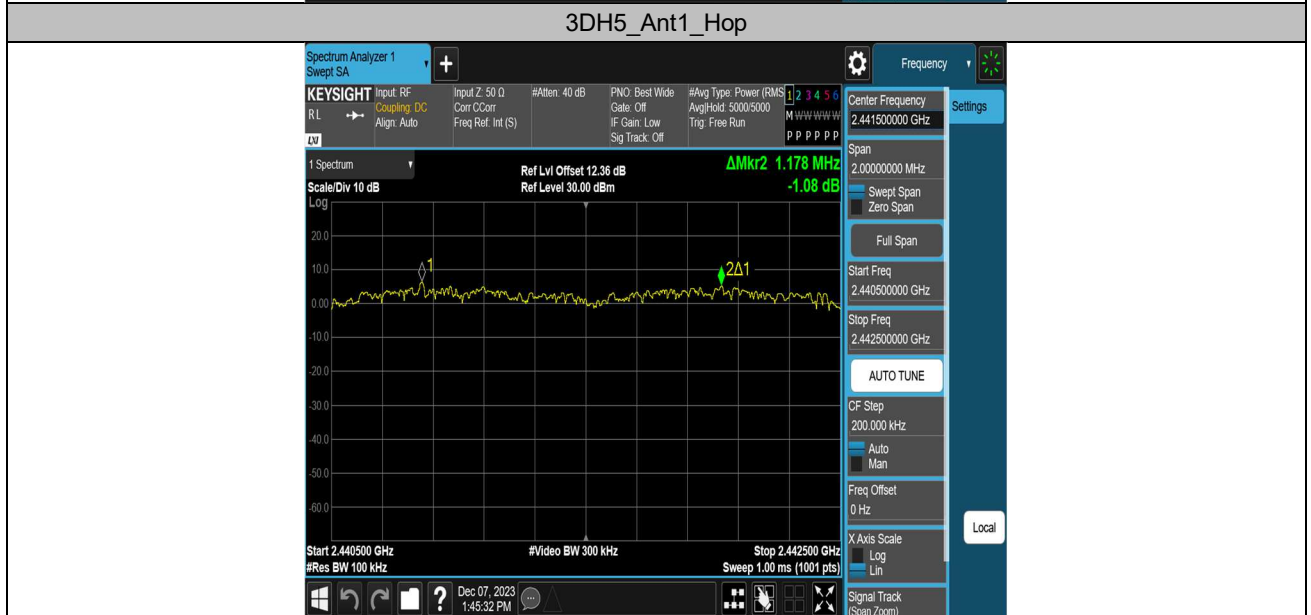 3DH5_Ant1_Hop
Spectrum Analyzer 1
Swept SA
Frequency
KEYSIGHT
RL
LXI
Input: RF
Coupling: DC
Align: Auto
Input Z: 50 Ω
Corr CCorr
Freq Ref: Int (S)
#Atten: 40 dB
PNO: Best Wide
Gate: Off
IF Gain: Low
Sig Track: Off
#Avg Type: Power (RMS
Avg|Hold: 5000/5000
Trig: Free Run
1 2 3 4 5 6
M W W W W W
P P P P P P
Center Frequency
2.441500000 GHz
Settings
Span
2.00000000 MHz
Swept Span
Zero Span
Full Span
Start Freq
2.440500000 GHz
Stop Freq
2.442500000 GHz
AUTO TUNE
CF Step
200.000 kHz
Auto
Man
Freq Offset
0 Hz
X Axis Scale
Log
Lin
Signal Track
(Span Zoom)
Local
1 Spectrum
Scale/Div 10 dB
Log
Ref Lvl Offset 12.36 dB
Ref Level 30.00 dBm
ΔMkr2 1.178 MHz
-1.08 dB
20.0
10.0
0.00
-10.0
-20.0
-30.0
-40.0
-50.0
-60.0
1
2Δ1
Start 2.440500 GHz
#Res BW 100 kHz
#Video BW 300 kHz
Stop 2.442500 GHz
Sweep 1.00 ms (1001 pts)
?
Dec 07, 2023
1:45:32 PM